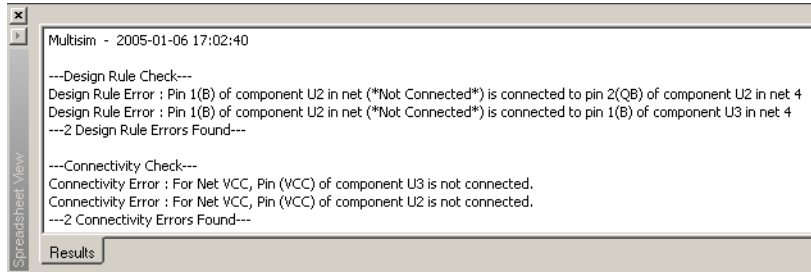 Multisim - 2005-01-06 17:02:40
---Design Rule Check---
Design Rule Error : Pin 1(B) of component U2 in net (*Not Connected*) is connected to pin 2(QB) of component U2 in net 4
Design Rule Error : Pin 1(B) of component U2 in net (*Not Connected*) is connected to pin 1(B) of component U3 in net 4
---2 Design Rule Errors Found---
---Connectivity Check---
Connectivity Error : For Net VCC, Pin (VCC) of component U3 is not connected.
Connectivity Error : For Net VCC, Pin (VCC) of component U2 is not connected.
---2 Connectivity Errors Found---
Results
Spreadsheet View